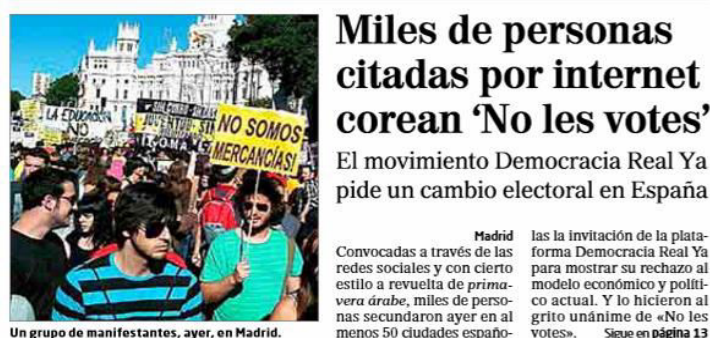 Miles de personas
citadas por internet
corean ‘No les votes’
El movimiento Democracia Real Ya
pide un cambio electoral en España
LA EDUCACIÓN
NO
JUVENTUD SIN
NO SOMOS
MERCANCÍAS!
Un grupo de manifestantes, ayer, en Madrid.
Madrid
Convocadas a través de las
redes sociales y con cierto
estilo a revuelta de prima-
vera árabe, miles de perso-
nas secundaron ayer en al
menos 50 ciudades españo-
las la invitación de la plata-
forma Democracia Real Ya
para mostrar su rechazo al
modelo económico y políti-
co actual. Y lo hicieron al
grito unánime de «No les
votes». Sigue en página 13